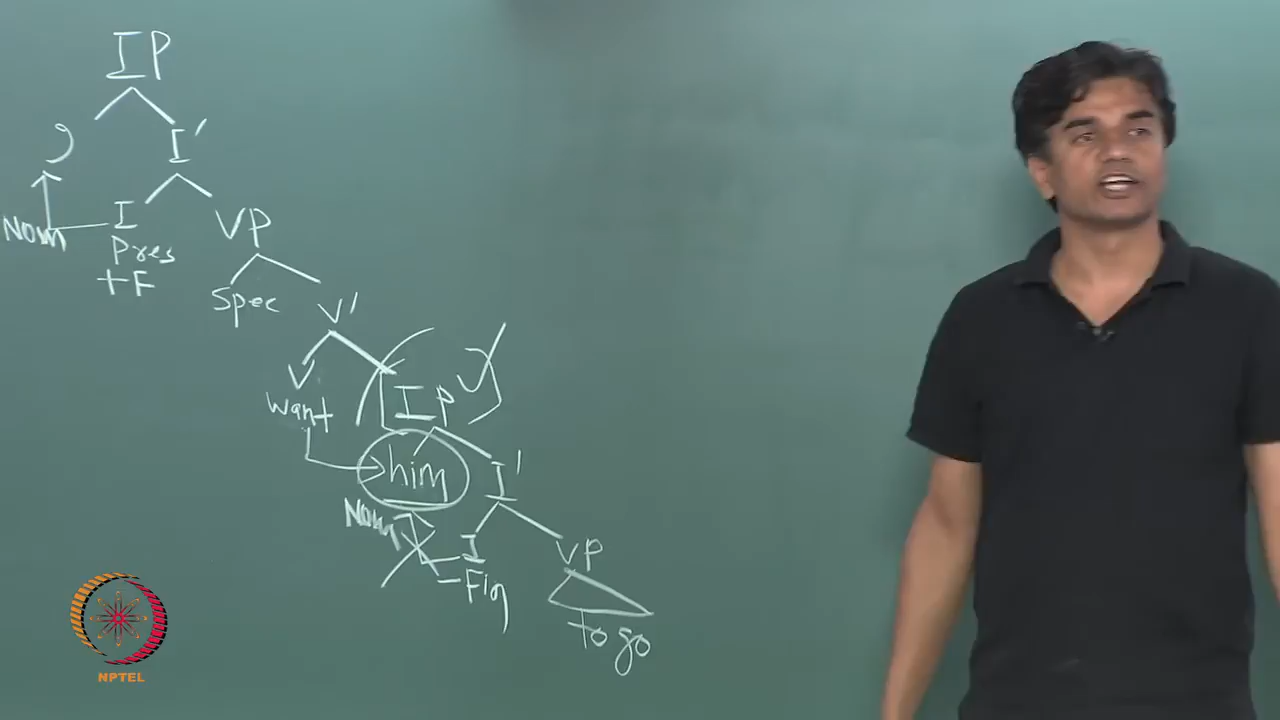 IP
I'
Nom I VP
Pres
+F
Spec V'
V IP
want
him I'
Nom I VP
-Fin
to go
NPTEL